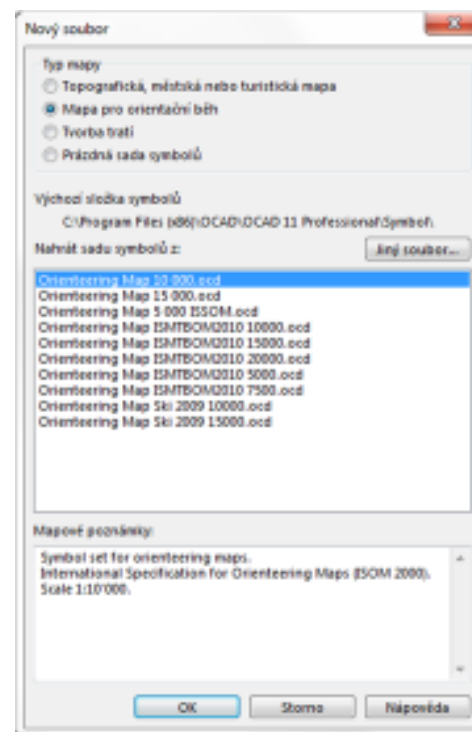 Nový soubor
Typ mapy
Topografická, městská nebo turistická mapa
Mapa pro orientační běh
Tvorba tratí
Prázdná sada symbolů
Výchozí složka symbolů
C:\Program Files (x86)\OCAD\OCAD 11 Professional\Symbol\
Nahrát sadu symbolů z:
Jiný soubor...
Orienteering Map 10 000.ocd
Orienteering Map 15 000.ocd
Orienteering Map 5 000 ISSOM.ocd
Orienteering Map ISMTBOM2010 10000.ocd
Orienteering Map ISMTBOM2010 15000.ocd
Orienteering Map ISMTBOM2010 20000.ocd
Orienteering Map ISMTBOM2010 5000.ocd
Orienteering Map ISMTBOM2010 7500.ocd
Orienteering Map Ski 2009 10000.ocd
Orienteering Map Ski 2009 15000.ocd
Mapové poznámky:
Symbol set for orienteering maps.
International Specification for Orienteering Maps (ISOM 2000).
Scale 1:10'000.
OK Storno Nápověda